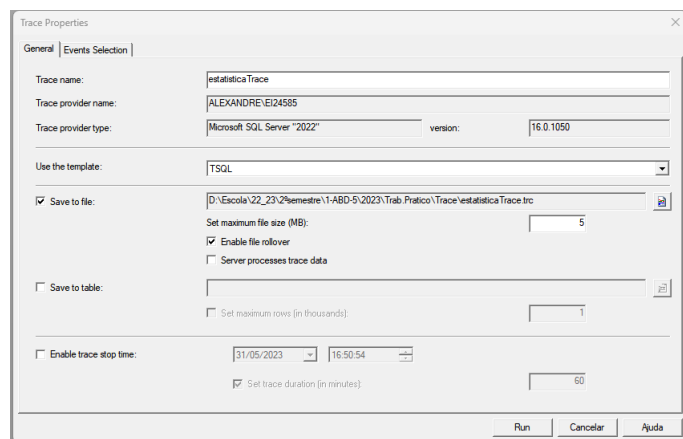 Trace Properties
General Events Selection
Trace name: estatisticaTrace
Trace provider name: ALEXANDRE\EI24585
Trace provider type: Microsoft SQL Server "2022" version: 16.0.1050
Use the template: TSQL
Save to file: D:\Escola\22_23\2ºsemestre\1-ABD-5\2023\Trab.Pratico\Trace\estatisticaTrace.trc
Set maximum file size (MB): 5
Enable file rollover
Server processes trace data
Save to table:
Set maximum rows (in thousands): 1
Enable trace stop time: 31/05/2023 16:50:54
Set trace duration (in minutes): 60
Run Cancelar Ajuda